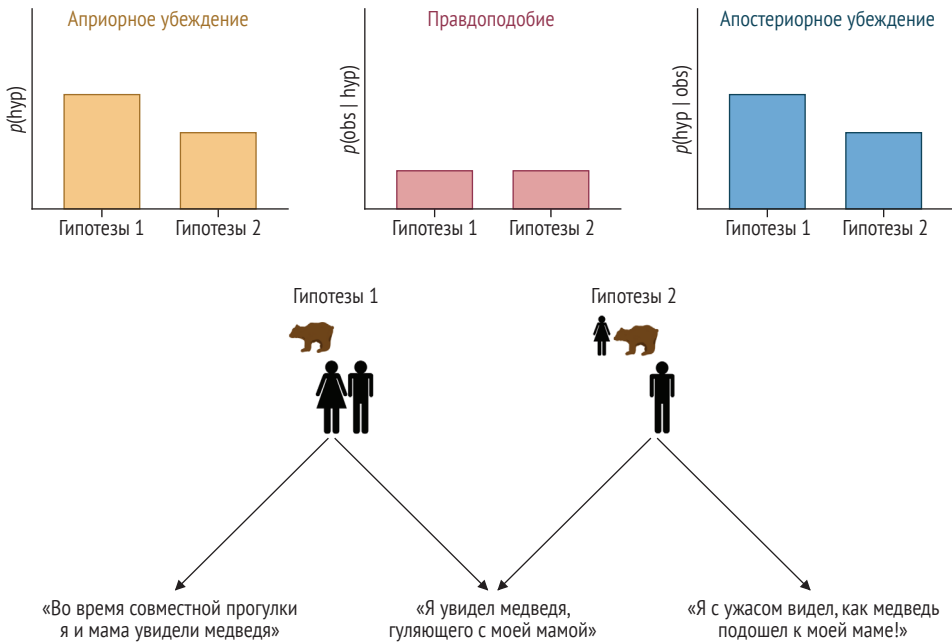 Априорное убеждение
p(hyp)
Гипотезы 1
Гипотезы 2
Правдоподобие
p(obs | hyp)
Гипотезы 1
Гипотезы 2
Апостериорное убеждение
p(hyp | obs)
Гипотезы 1
Гипотезы 2
Гипотезы 1
Гипотезы 2
«Во время совместной прогулки
я и мама увидели медведя»
«Я увидел медведя,
гуляющего с моей мамой»
«Я с ужасом видел, как медведь
подошел к моей маме!»